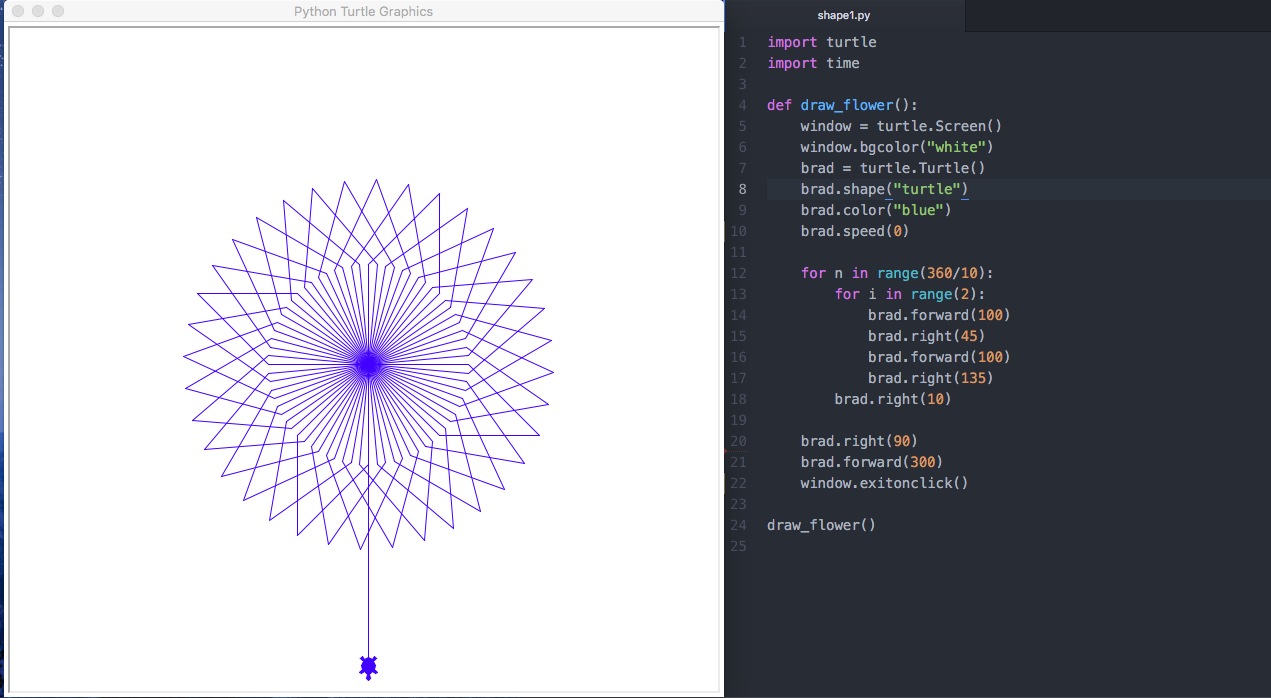 Python Turtle Graphics
shape1.py
1 import turtle
2 import time
3
4 def draw_flower():
5     window = turtle.Screen()
6     window.bgcolor("white")
7     brad = turtle.Turtle()
8     brad.shape("turtle")
9     brad.color("blue")
10     brad.speed(0)
11
12     for n in range(360/10):
13         for i in range(2):
14             brad.forward(100)
15             brad.right(45)
16             brad.forward(100)
17             brad.right(135)
18         brad.right(10)
19
20     brad.right(90)
21     brad.forward(300)
22     window.exitonclick()
23
24 draw_flower()
25